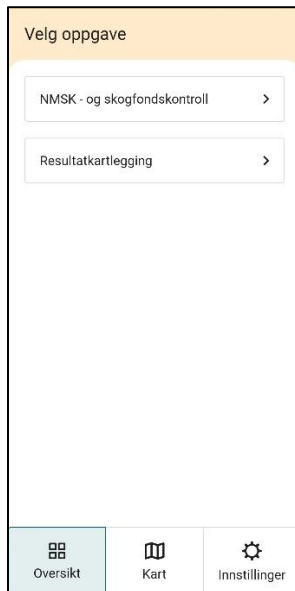 Velg oppgave
NMSK - og skogfondskontroll
Resultatkartlegging
Oversikt
Kart
Innstillinger